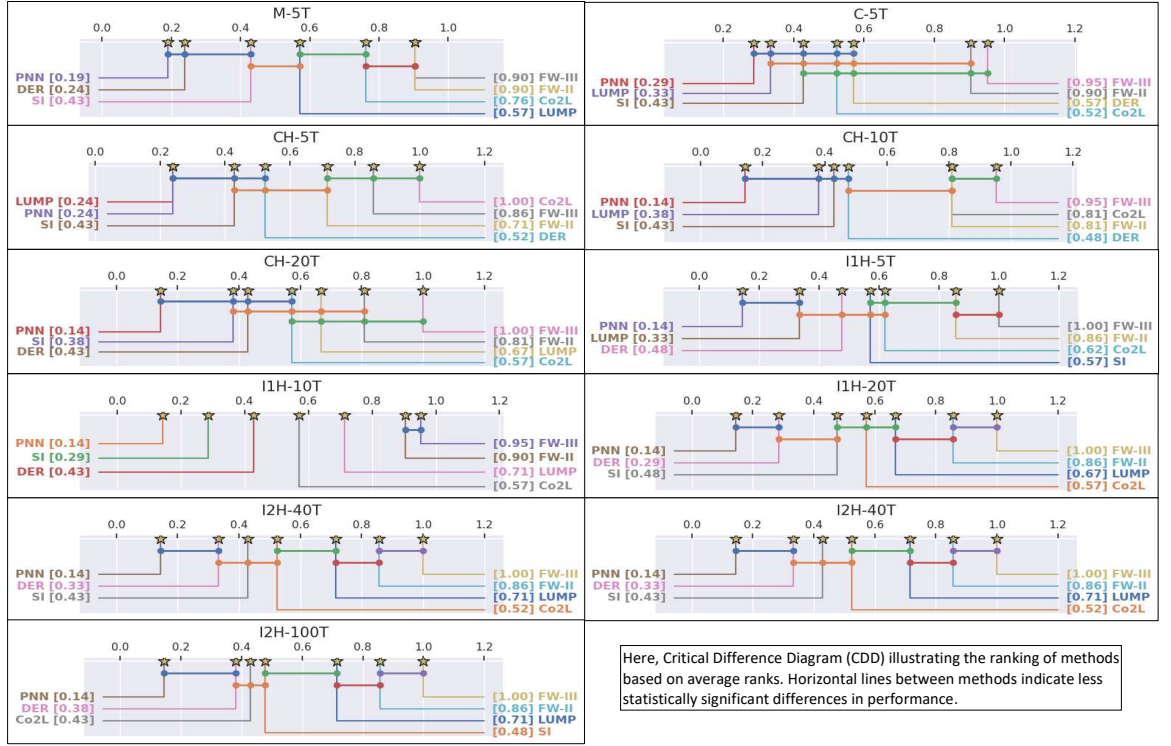 M-5T
0.0 0.2 0.4 0.6 0.8 1.0
PNN [0.19]
DER [0.24]
SI [0.43]
[0.90] FW-III
[0.90] FW-II
[0.76] Co2L
[0.57] LUMP
C-5T
0.2 0.4 0.6 0.8 1.0 1.2
PNN [0.29]
LUMP [0.33]
SI [0.43]
[0.95] FW-III
[0.90] FW-II
[0.57] DER
[0.52] Co2L
CH-5T
0.0 0.2 0.4 0.6 0.8 1.0 1.2
LUMP [0.24]
PNN [0.24]
SI [0.43]
[1.00] Co2L
[0.86] FW-III
[0.71] FW-II
[0.52] DER
CH-10T
0.0 0.2 0.4 0.6 0.8 1.0 1.2
PNN [0.14]
LUMP [0.38]
SI [0.43]
[0.95] FW-III
[0.81] Co2L
[0.81] FW-II
[0.48] DER
CH-20T
0.0 0.2 0.4 0.6 0.8 1.0 1.2
PNN [0.14]
SI [0.38]
DER [0.43]
[1.00] FW-III
[0.81] FW-II
[0.67] LUMP
[0.57] Co2L
I1H-5T
0.0 0.2 0.4 0.6 0.8 1.0 1.2
PNN [0.14]
LUMP [0.33]
DER [0.48]
[1.00] FW-III
[0.86] FW-II
[0.62] Co2L
[0.57] SI
I1H-10T
0.0 0.2 0.4 0.6 0.8 1.0 1.2
PNN [0.14]
SI [0.29]
DER [0.43]
[0.95] FW-III
[0.90] FW-II
[0.71] LUMP
[0.57] Co2L
I1H-20T
0.0 0.2 0.4 0.6 0.8 1.0 1.2
PNN [0.14]
DER [0.29]
SI [0.48]
[1.00] FW-III
[0.86] FW-II
[0.67] LUMP
[0.57] Co2L
I2H-40T
0.0 0.2 0.4 0.6 0.8 1.0 1.2
PNN [0.14]
DER [0.33]
SI [0.43]
[1.00] FW-III
[0.86] FW-II
[0.71] LUMP
[0.52] Co2L
I2H-40T
0.0 0.2 0.4 0.6 0.8 1.0 1.2
PNN [0.14]
DER [0.33]
SI [0.43]
[1.00] FW-III
[0.86] FW-II
[0.71] LUMP
[0.52] Co2L
I2H-100T
0.0 0.2 0.4 0.6 0.8 1.0 1.2
PNN [0.14]
DER [0.38]
Co2L [0.43]
[1.00] FW-III
[0.86] FW-II
[0.71] LUMP
[0.48] SI
Here, Critical Difference Diagram (CDD) illustrating the ranking of methods
based on average ranks. Horizontal lines between methods indicate less
statistically significant differences in performance.